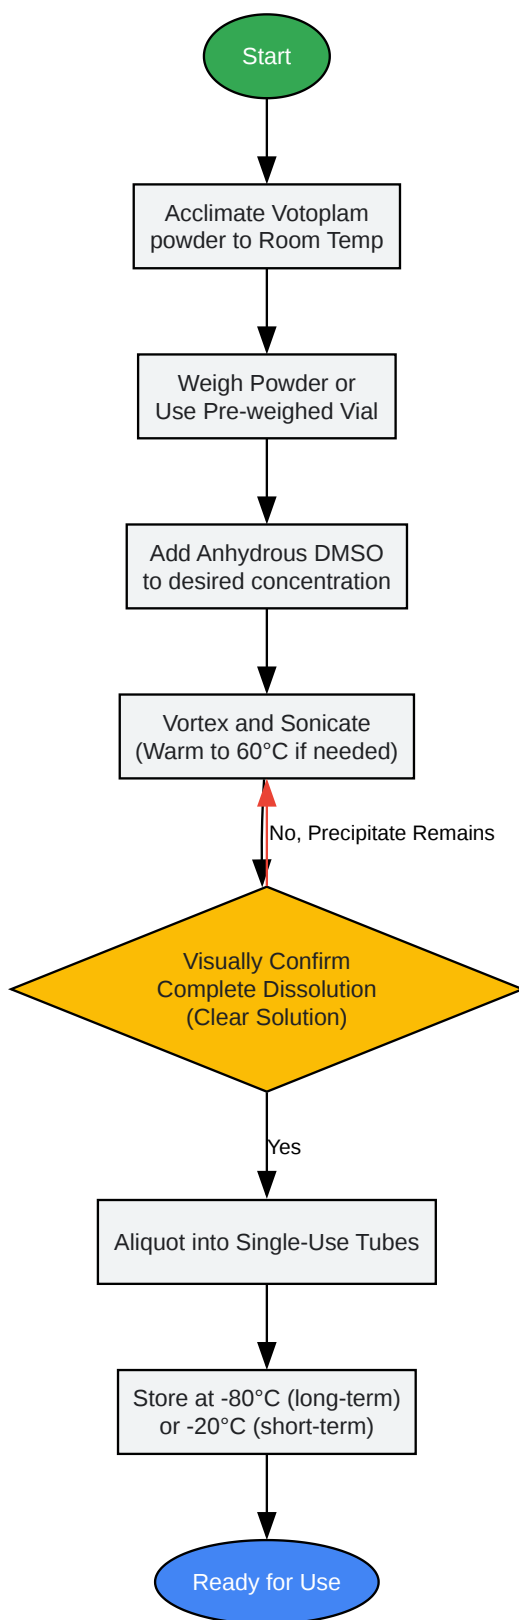 Start
Acclimate Votoplam
powder to Room Temp
Weigh Powder or
Use Pre-weighed Vial
Add Anhydrous DMSO
to desired concentration
Vortex and Sonicate
(Warm to 60°C if needed)
No, Precipitate Remains
Visually Confirm
Complete Dissolution
(Clear Solution)
Yes
Aliquot into Single-Use Tubes
Store at -80°C (long-term)
or -20°C (short-term)
Ready for Use